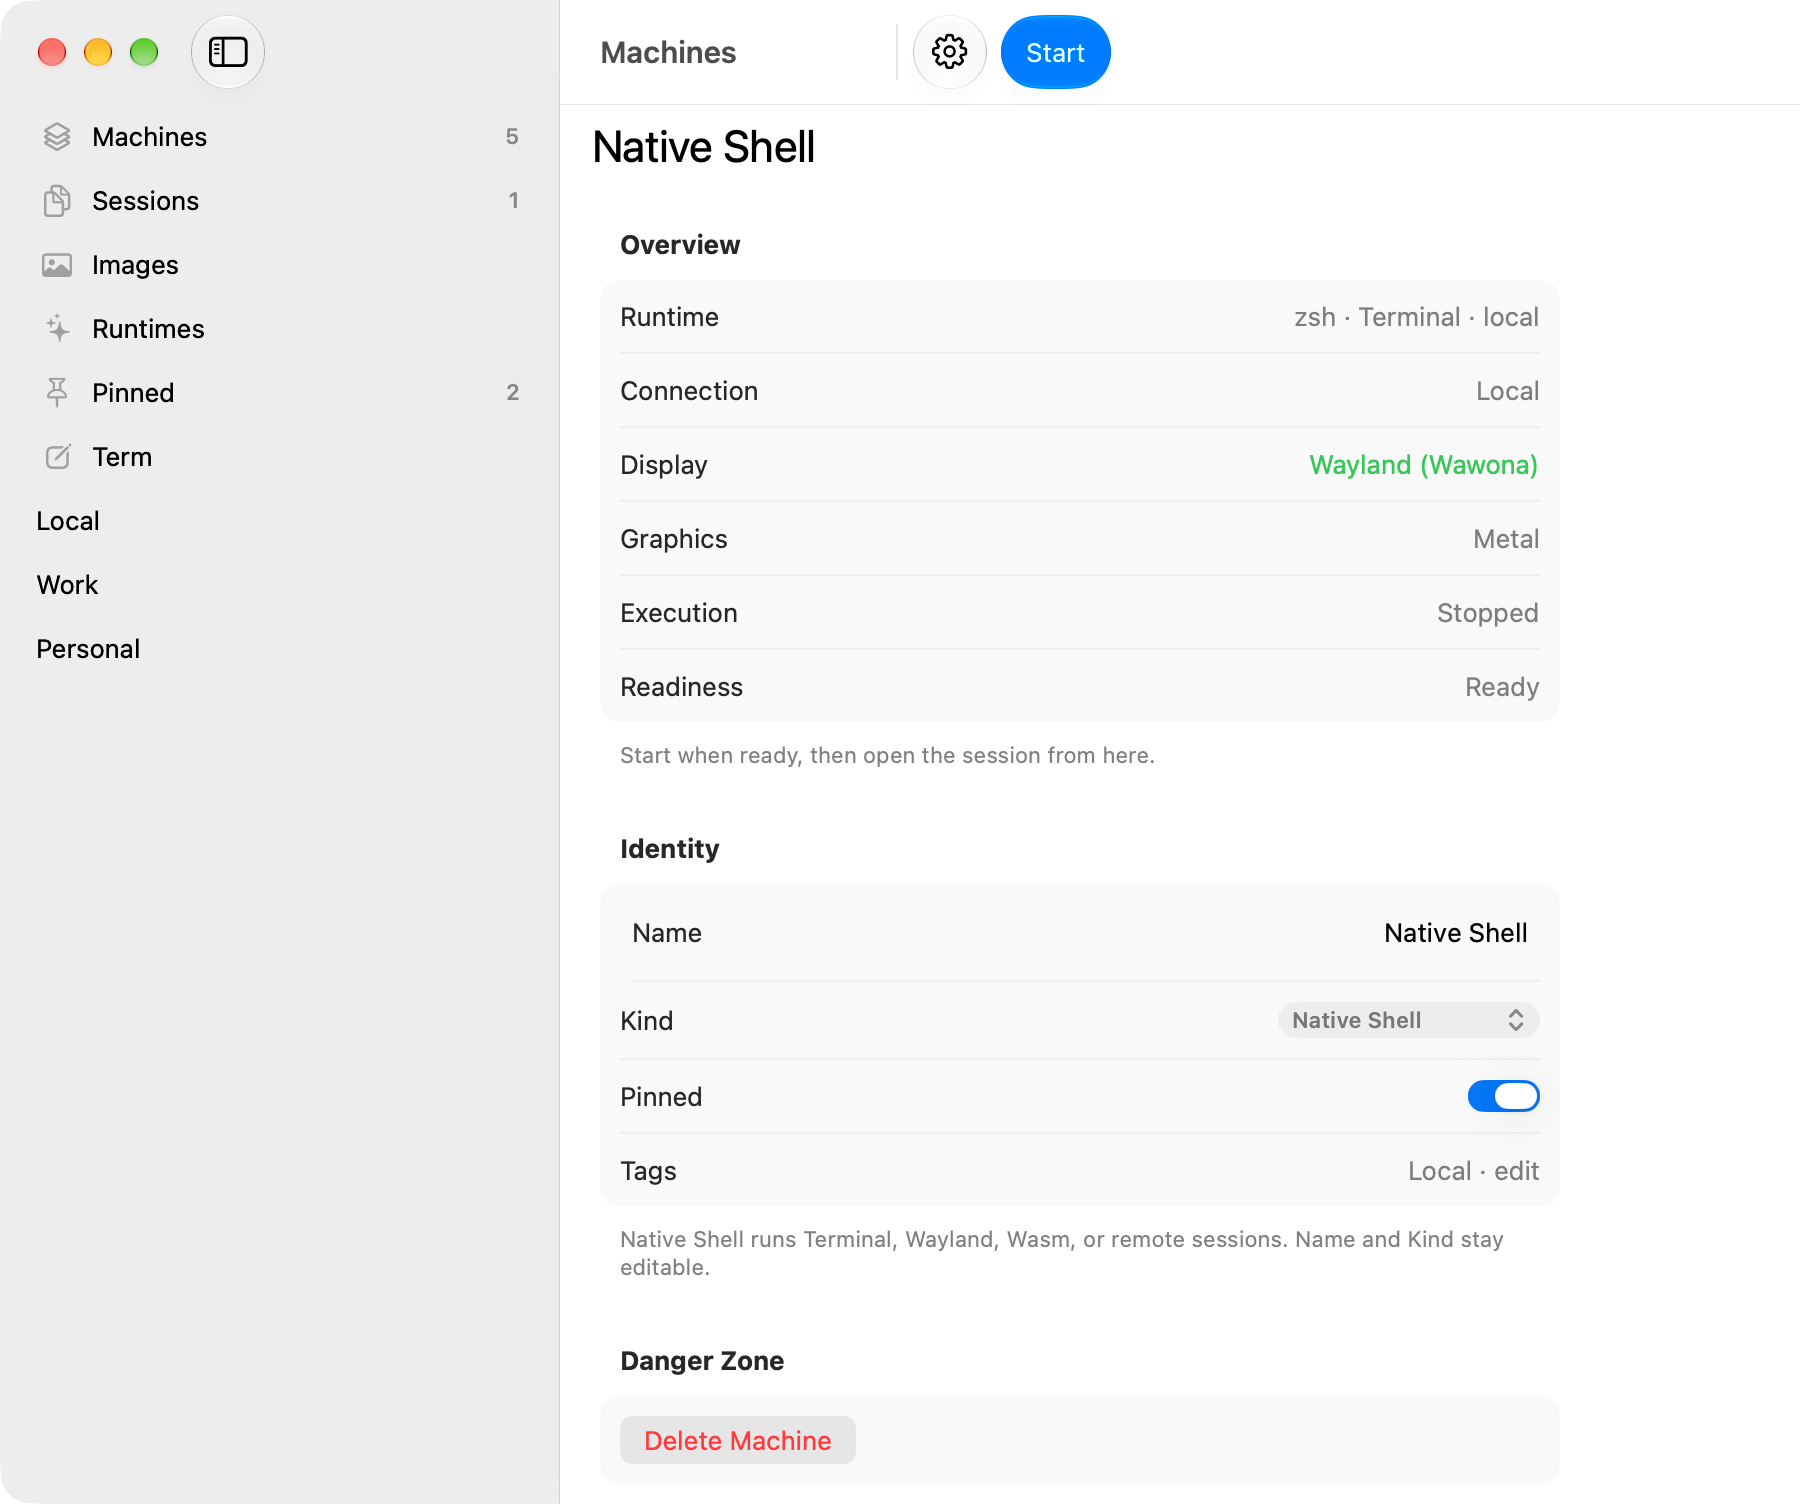 Machines
Start
Machines 5
Sessions 1
Images
Runtimes
Pinned 2
Term
Local
Work
Personal
Native Shell
Overview
Runtime zsh · Terminal · local
Connection Local
Display Wayland (Wawona)
Graphics Metal
Execution Stopped
Readiness Ready
Start when ready, then open the session from here.
Identity
Name Native Shell
Kind Native Shell
Pinned
Tags Local · edit
Native Shell runs Terminal, Wayland, Wasm, or remote sessions. Name and Kind stay
editable.
Danger Zone
Delete Machine